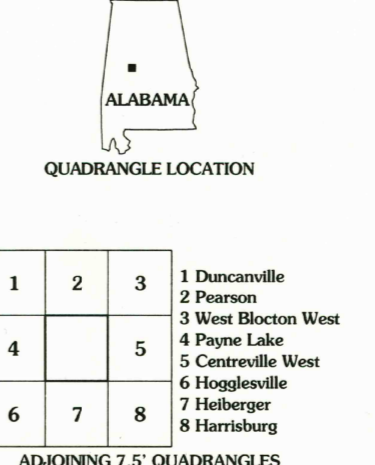 ALABAMA
QUADRANGLE LOCATION
1 2 3
4 5
6 7 8
1 Duncanville
2 Pearson
3 West Blocton West
4 Payne Lake
5 Centreville West
6 Hogglesville
7 Heiberger
8 Harrisburg
ADJOINING 7.5' QUADRANGLES